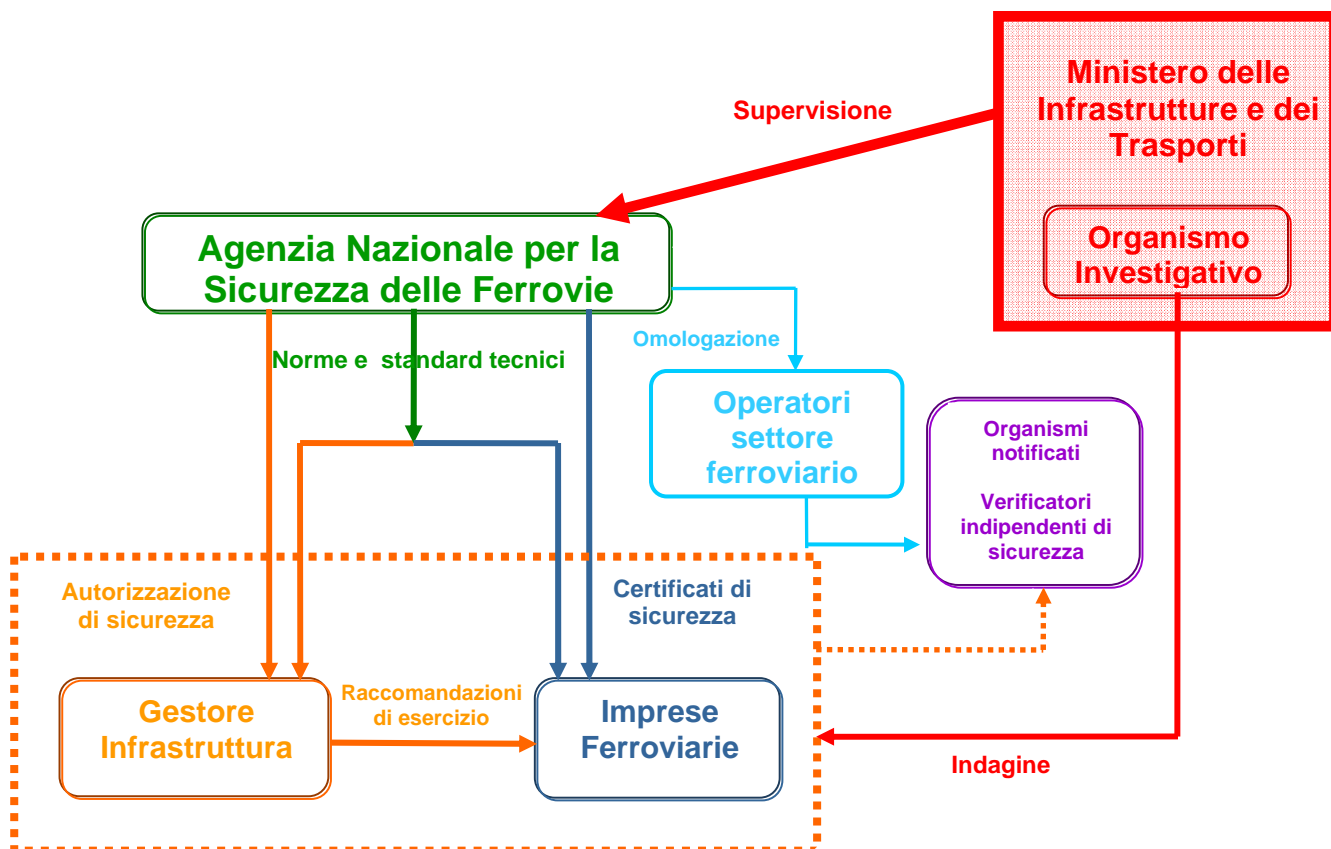 Ministero delle
Infrastrutture e dei
Trasporti
Supervisione
Organismo
Investigativo
Agenzia Nazionale per la
Sicurezza delle Ferrovie
Omologazione
Norme e standard tecnici
Operatori
settore
ferroviario
Organismi
notificati
Verificatori
indipendenti di
sicurezza
Autorizzazione
di sicurezza
Certificati di
sicurezza
Raccomandazioni
di esercizio
Gestore
Infrastruttura
Imprese
Ferroviarie
Indagine